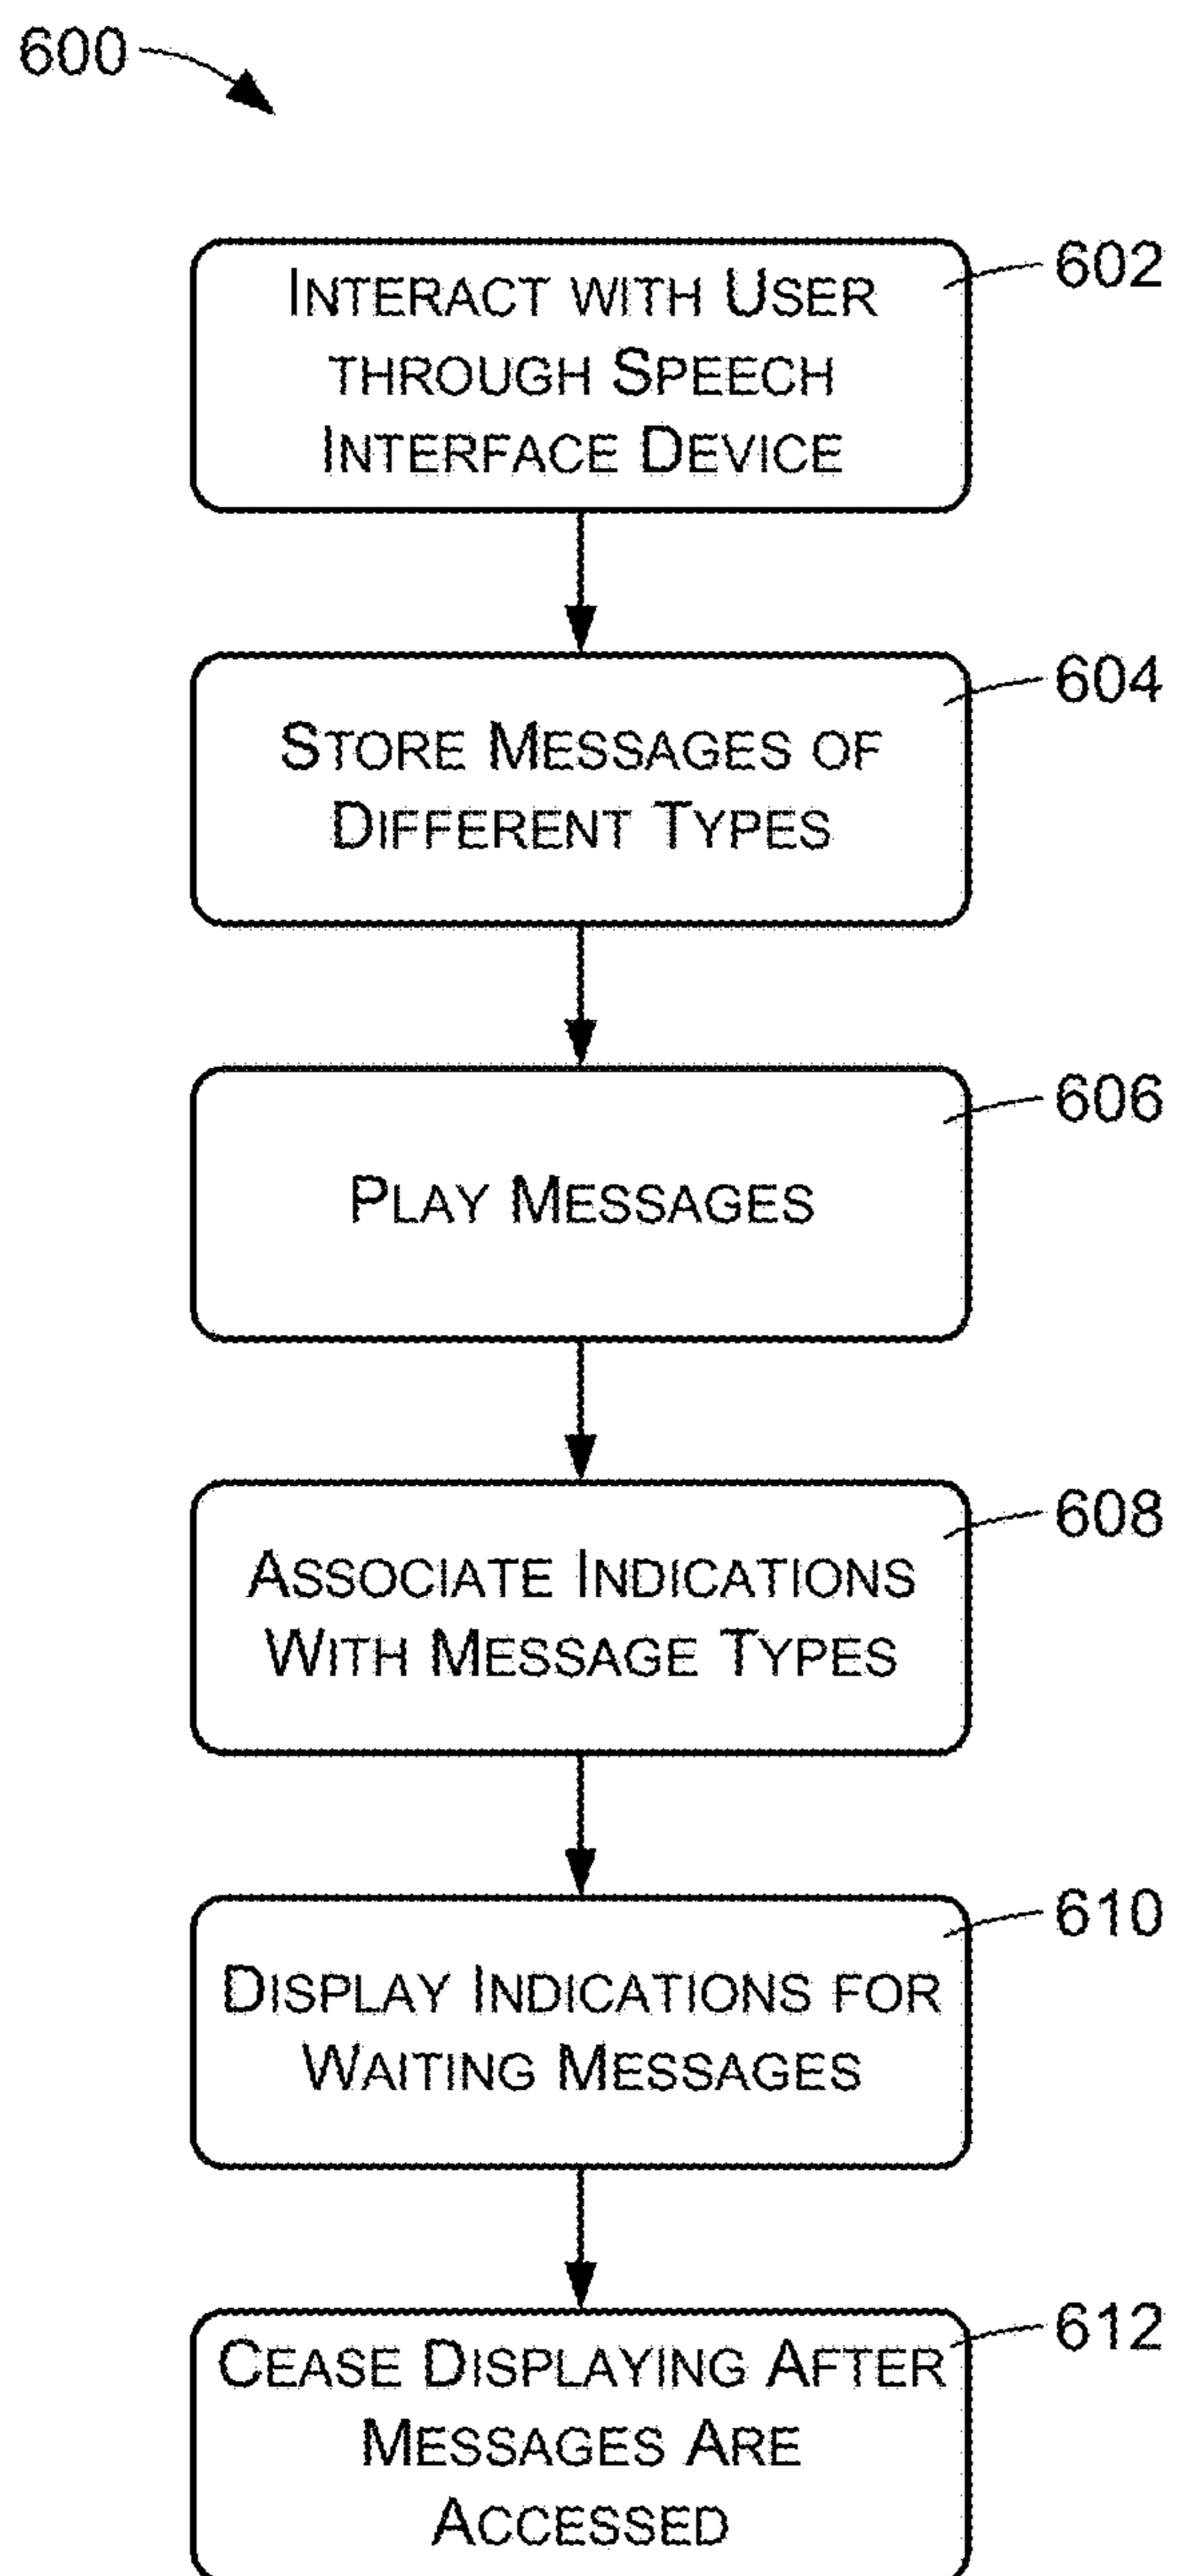 600
INTERACT WITH USER
THROUGH SPEECH
INTERFACE DEVICE
602
STORE MESSAGES OF
DIFFERENT TYPES
604
PLAY MESSAGES
606
ASSOCIATE INDICATIONS
WITH MESSAGE TYPES
608
DISPLAY INDICATIONS FOR
WAITING MESSAGES
610
CEASE DISPLAYING AFTER
MESSAGES ARE
ACCESSED
612